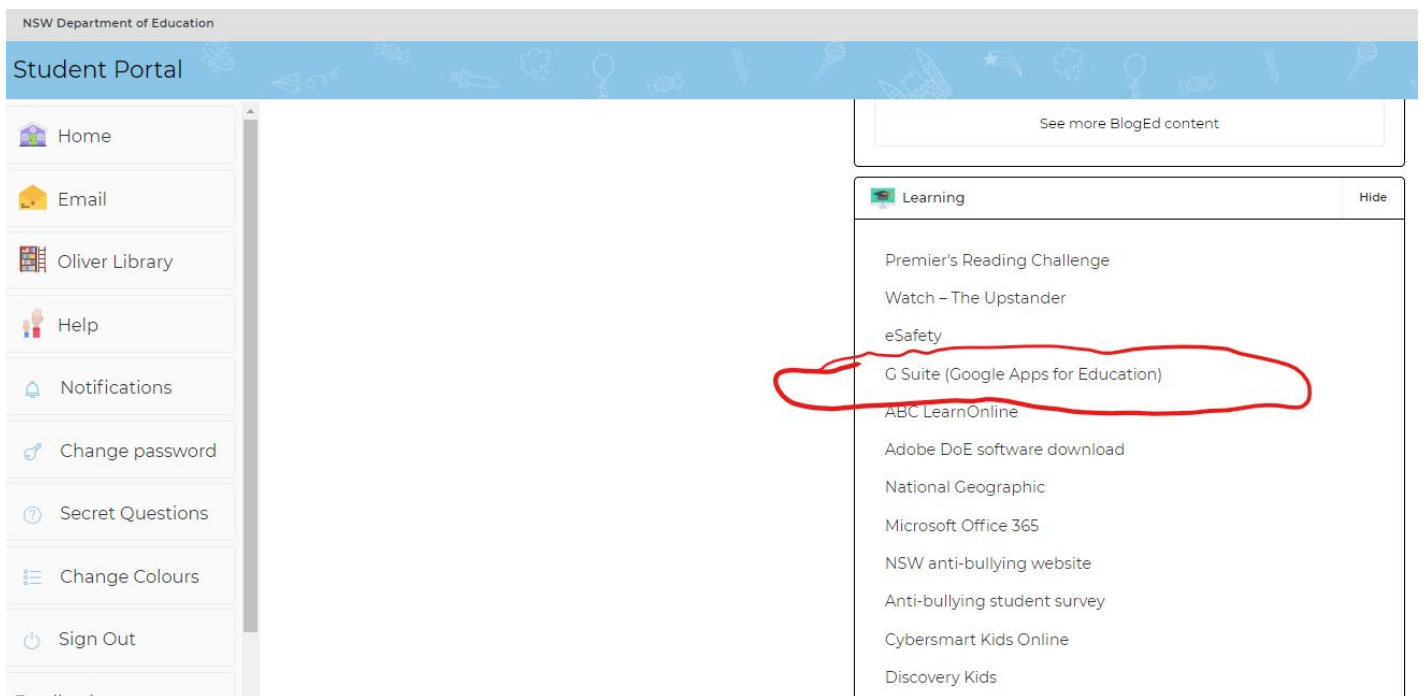 NSW Department of Education
Student Portal
Home
Email
Oliver Library
Help
Notifications
Change password
Secret Questions
Change Colours
Sign Out
See more BlogEd content
Learning
Hide
Premier's Reading Challenge
Watch – The Upstander
eSafety
G Suite (Google Apps for Education)
ABC LearnOnline
Adobe DoE software download
National Geographic
Microsoft Office 365
NSW anti-bullying website
Anti-bullying student survey
Cybersmart Kids Online
Discovery Kids